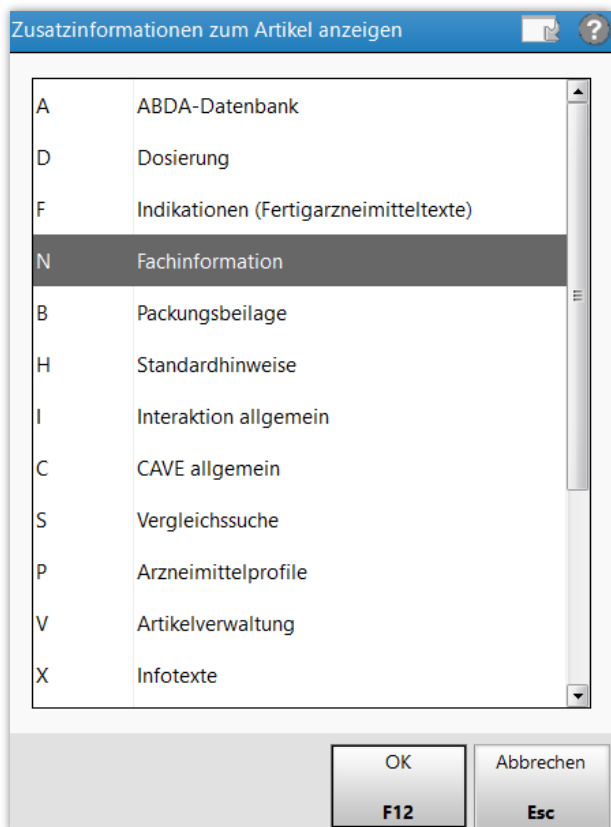 Zusatzinformationen zum Artikel anzeigen ?
A ABDA-Datenbank
D Dosierung
F Indikationen (Fertigarzneimitteltexte)
N Fachinformation
B Packungsbeilage
H Standardhinweise
I Interaktion allgemein
C CAVE allgemein
S Vergleichssuche
P Arzneimittelprofile
V Artikelverwaltung
X Infotexte
OK Abbrechen
F12 Esc